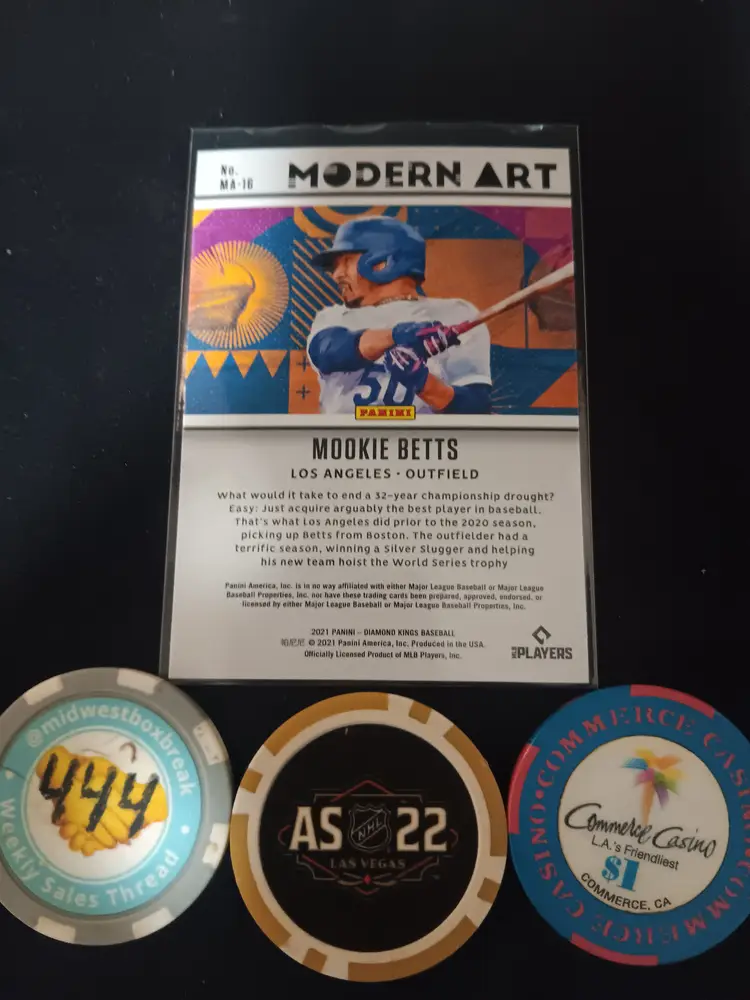 No.
MA-16
MODERN ART
50
PANINI
MOOKIE BETTS
LOS ANGELES · OUTFIELD
What would it take to end a 32-year championship drought?
Easy: Just acquire arguably the best player in baseball.
That's what Los Angeles did prior to the 2020 season,
picking up Betts from Boston. The outfielder had a
terrific season, winning a Silver Slugger and helping
his new team hoist the World Series trophy
Panini America, Inc. is in no way affiliated with either Major League Baseball or Major League
Baseball Properties, Inc. nor have these trading cards been prepared, approved, endorsed, or
licensed by either Major League Baseball or Major League Baseball Properties, Inc.
2021 PANINI – DIAMOND KINGS BASEBALL
帕尼尼 © 2021 Panini America, Inc. Produced in the USA.
Officially Licensed Product of MLB Players, Inc.
MLB PLAYERS
@midwestboxbreak
444
Weekly Sales Thread
AS NHL 22
LAS VEGAS
COMMERCE CASINO
Commerce Casino
L.A.'s Friendliest
$1
COMMERCE, CA
COMMERCE CASINO